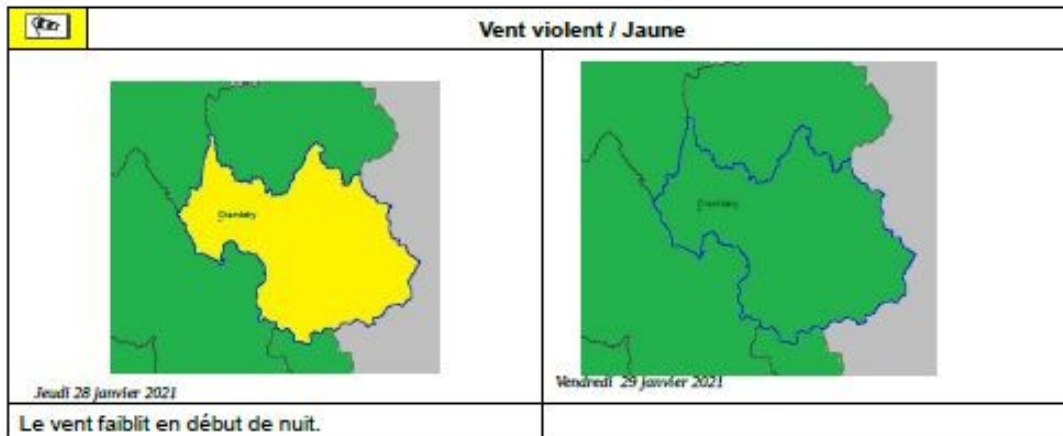 Vent violent / Jaune
Chambéry
Chambéry
Jeudi 28 janvier 2021
Vendredi 29 janvier 2021
Le vent faiblit en début de nuit.